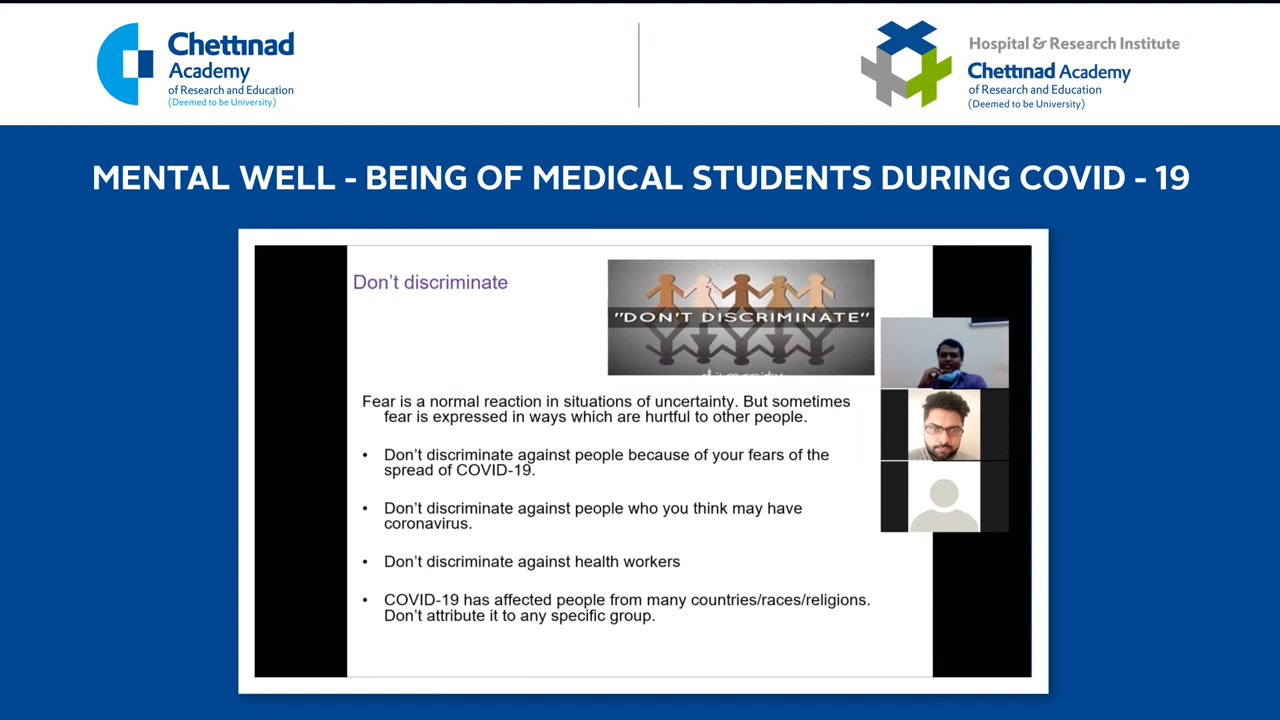 Chettinad
Academy
of Research and Education
(Deemed to be University)
Hospital & Research Institute
Chettinad Academy
of Research and Education
(Deemed to be University)
MENTAL WELL - BEING OF MEDICAL STUDENTS DURING COVID - 19
Don't discriminate
"DON'T DISCRIMINATE"
Fear is a normal reaction in situations of uncertainty. But sometimes
fear is expressed in ways which are hurtful to other people.
• Don't discriminate against people because of your fears of the
spread of COVID-19.
• Don't discriminate against people who you think may have
coronavirus.
• Don't discriminate against health workers
• COVID-19 has affected people from many countries/races/religions.
Don't attribute it to any specific group.